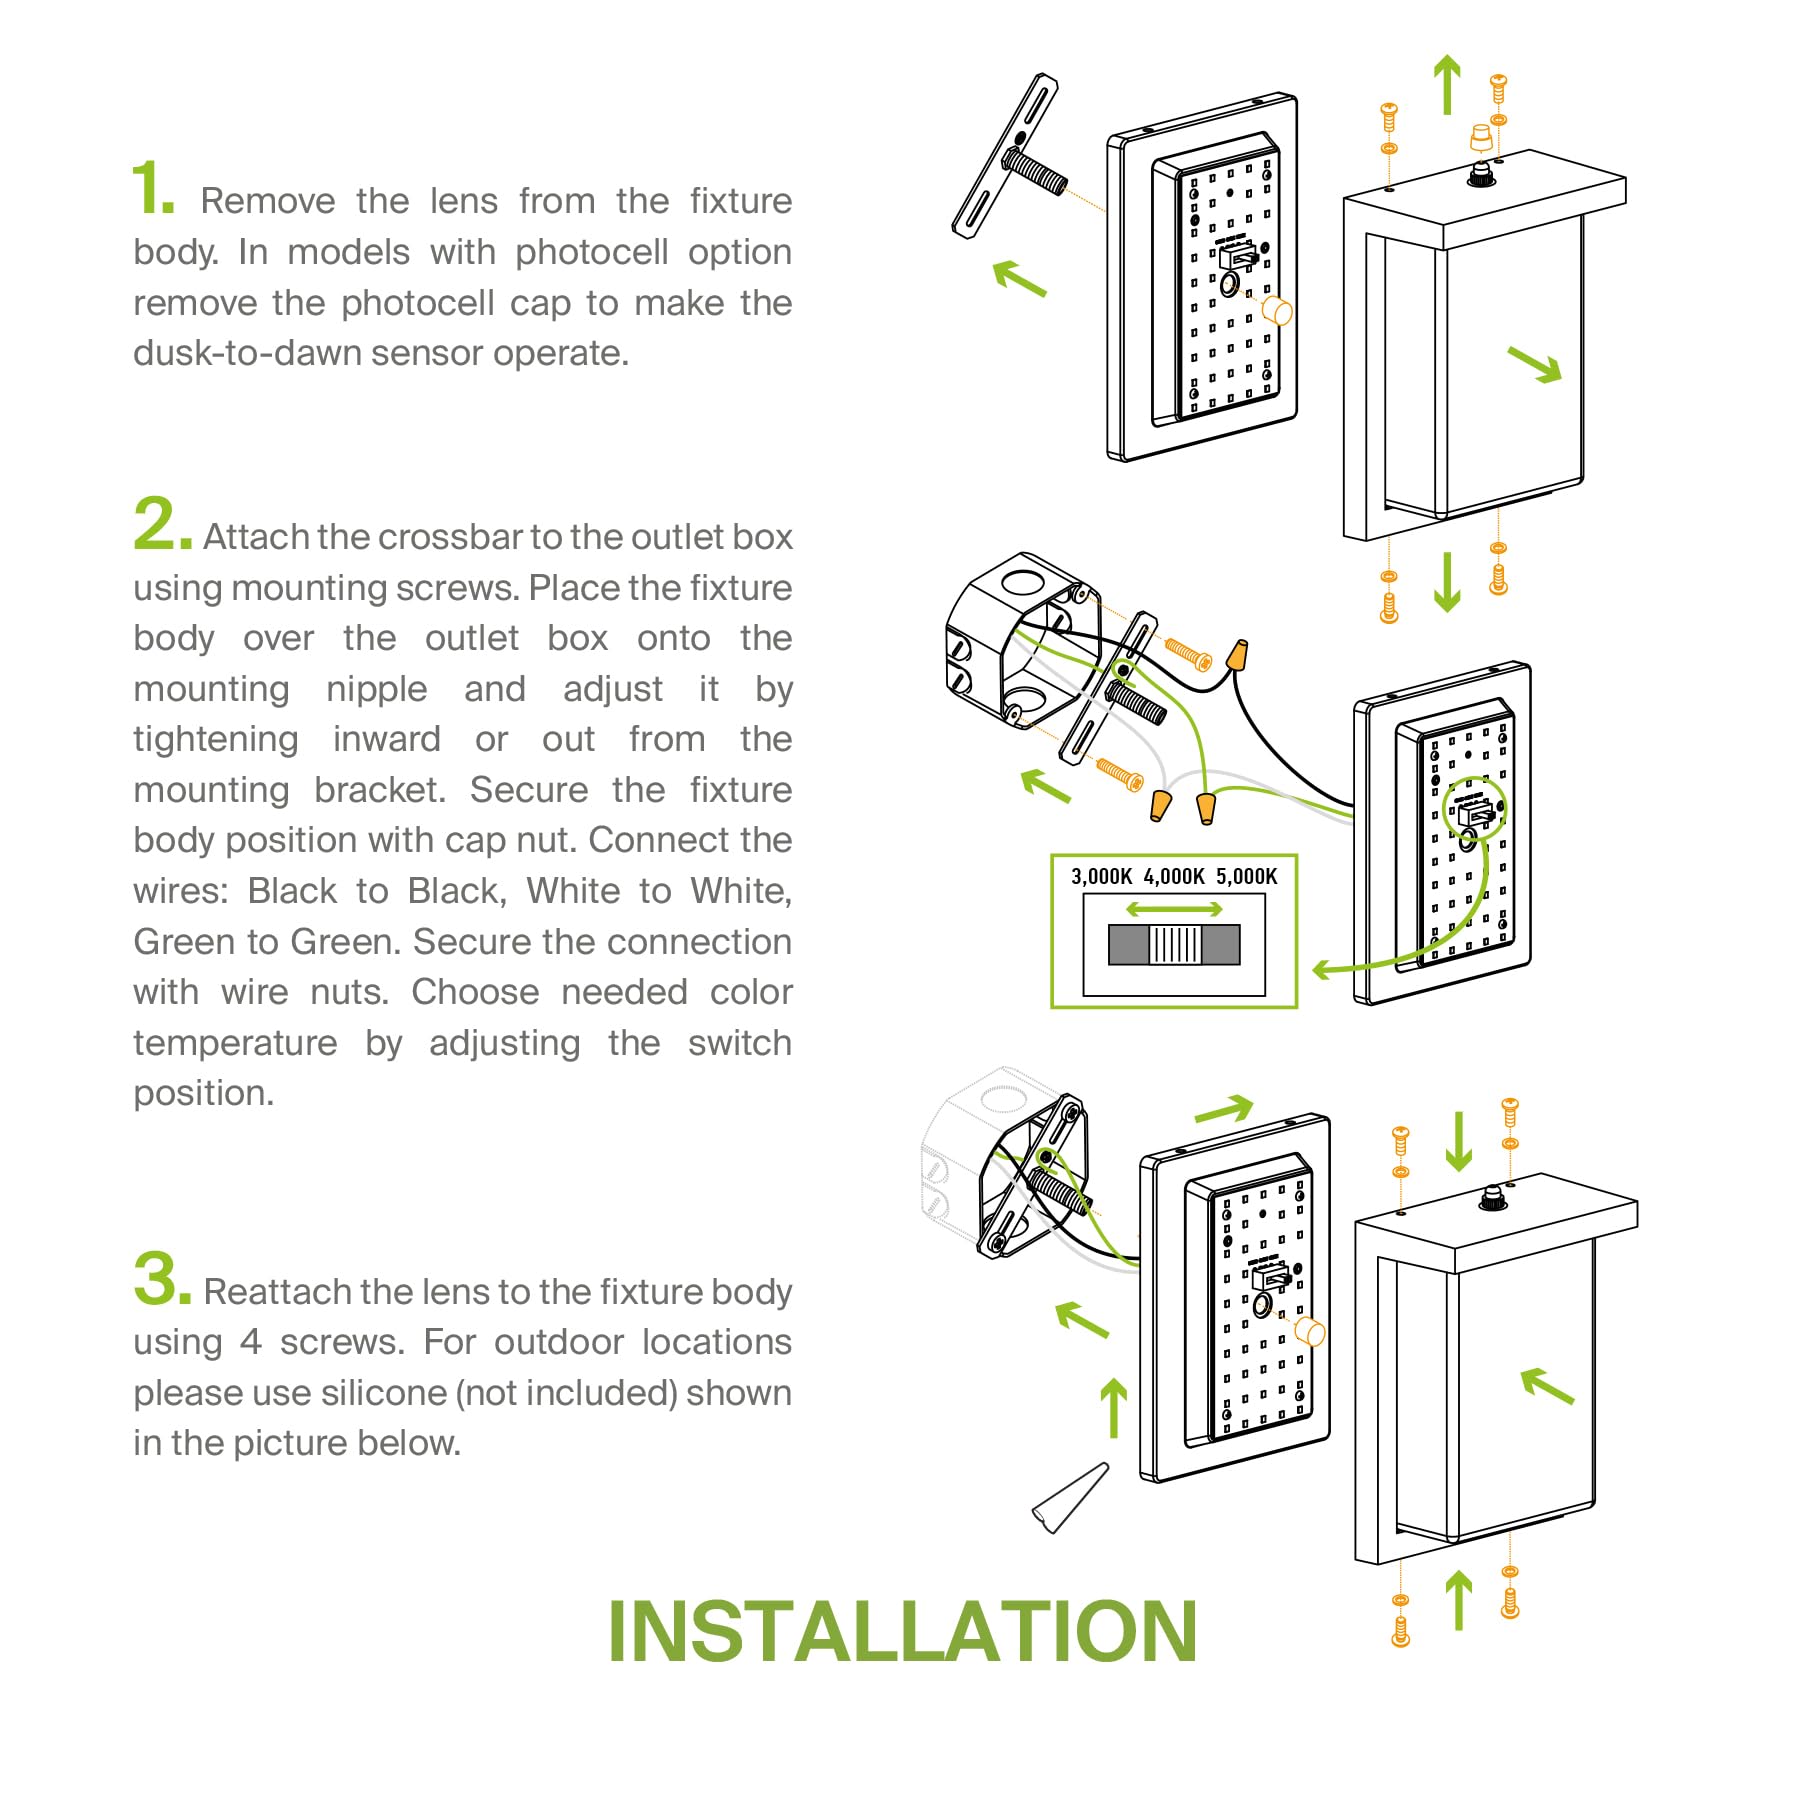 1. Remove the lens from the fixture
body. In models with photocell option
remove the photocell cap to make the
dusk-to-dawn sensor operate.
2. Attach the crossbar to the outlet box
using mounting screws. Place the fixture
body over the outlet box onto the
mounting nipple and adjust it by
tightening inward or out from the
mounting bracket. Secure the fixture
body position with cap nut. Connect the
wires: Black to Black, White to White,
Green to Green. Secure the connection
with wire nuts. Choose needed color
temperature by adjusting the switch
position.
3,000K 4,000K 5,000K
3. Reattach the lens to the fixture body
using 4 screws. For outdoor locations
please use silicone (not included) shown
in the picture below.
INSTALLATION